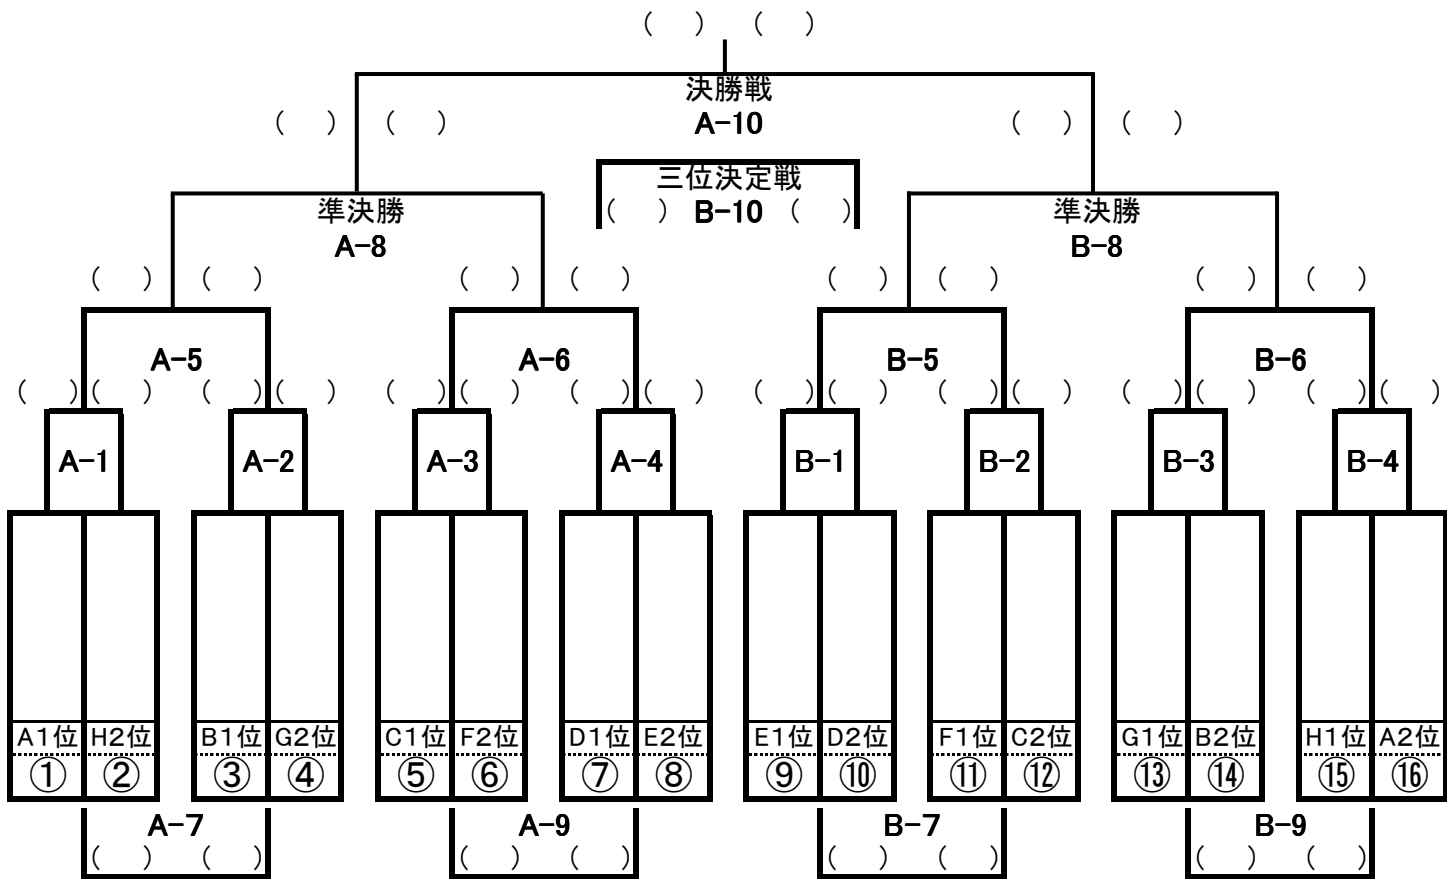 （　） （　）
決勝戦
A-10
（　） （　） （　） （　）
三位決定戦
（　） B-10 （　）
準決勝 準決勝
A-8 B-8
（　） （　） （　） （　） （　） （　） （　） （　）
A-5 A-6 B-5 B-6
（　）（　） （　）（　） （　）（　） （　）（　） （　）（　） （　）（　） （　）（　） （　）（　）
A-1 A-2 A-3 A-4 B-1 B-2 B-3 B-4
A1位 H2位 B1位 G2位 C1位 F2位 D1位 E2位 E1位 D2位 F1位 C2位 G1位 B2位 H1位 A2位
① ② ③ ④ ⑤ ⑥ ⑦ ⑧ ⑨ ⑩ ⑪ ⑫ ⑬ ⑭ ⑮ ⑯
A-7 A-9 B-7 B-9
（　） （　） （　） （　） （　） （　） （　） （　）